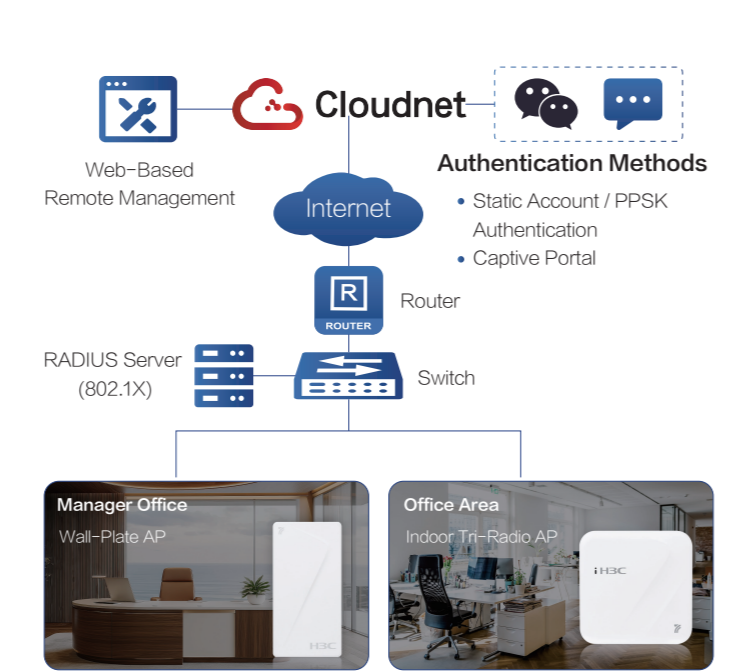 Cloudnet
Web-Based
Remote Management
Authentication Methods
• Static Account / PPSK
Authentication
• Captive Portal
Internet
R
ROUTER
Router
RADIUS Server
(802.1X)
Switch
Manager Office
Wall-Plate AP
H3C
Office Area
Indoor Tri-Radio AP
H3C